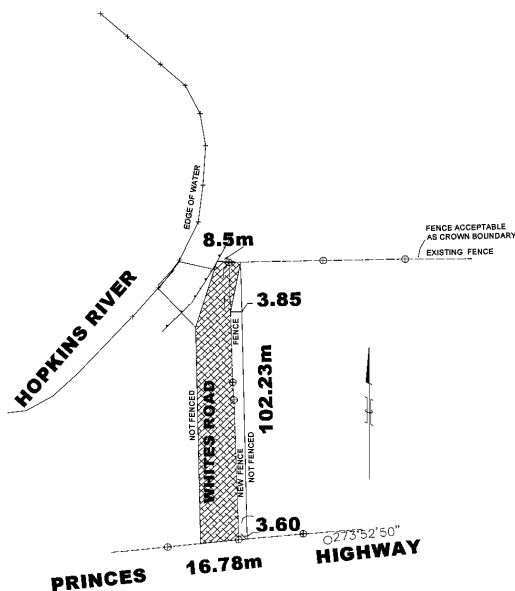 EDGE OF WATER
8.5m
FENCE ACCEPTABLE
AS CROWN BOUNDARY
EXISTING FENCE
HOPKINS RIVER
3.85
FENCE
102.23m
NOT FENCED
WHITES ROAD
NEW FENCE
NOT FENCED
3.60
273°52'50"
PRINCES
16.78m
HIGHWAY